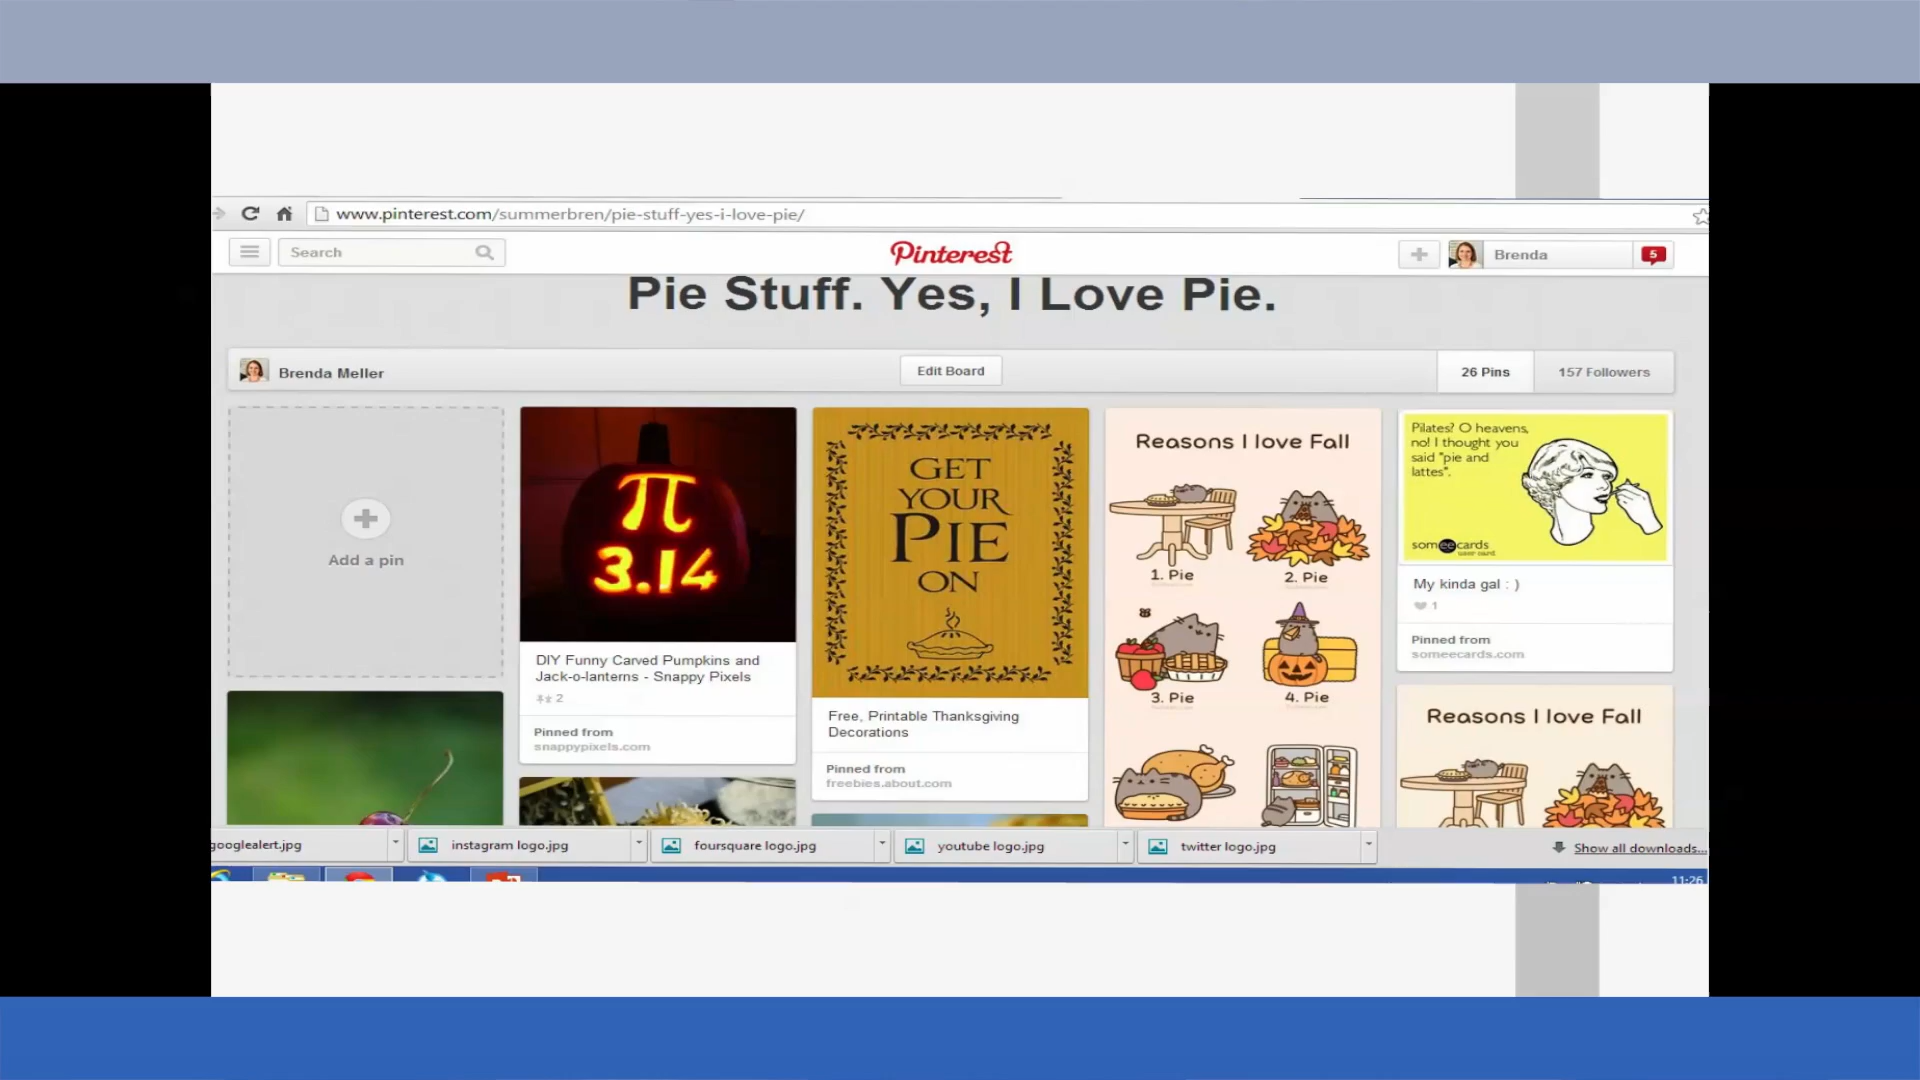 www.pinterest.com/summerbren/pie-stuff-yes-i-love-pie/
Search
Pinterest
Brenda
5
Pie Stuff. Yes, I Love Pie.
Brenda Meller
Edit Board
26 Pins
157 Followers
Add a pin
π
3.14
DIY Funny Carved Pumpkins and
Jack-o-lanterns - Snappy Pixels
2
Pinned from
snappypixels.com
GET
YOUR
PIE
ON
Free, Printable Thanksgiving
Decorations
Pinned from
freebies.about.com
Reasons I love Fall
1. Pie
2. Pie
3. Pie
4. Pie
Pilates? O heavens,
no! I thought you
said "pie and
lattes".
someecards
user card
My kinda gal : )
1
Pinned from
someecards.com
Reasons I love Fall
googlealert.jpg
instagram logo.jpg
foursquare logo.jpg
youtube logo.jpg
twitter logo.jpg
Show all downloads...
11:26